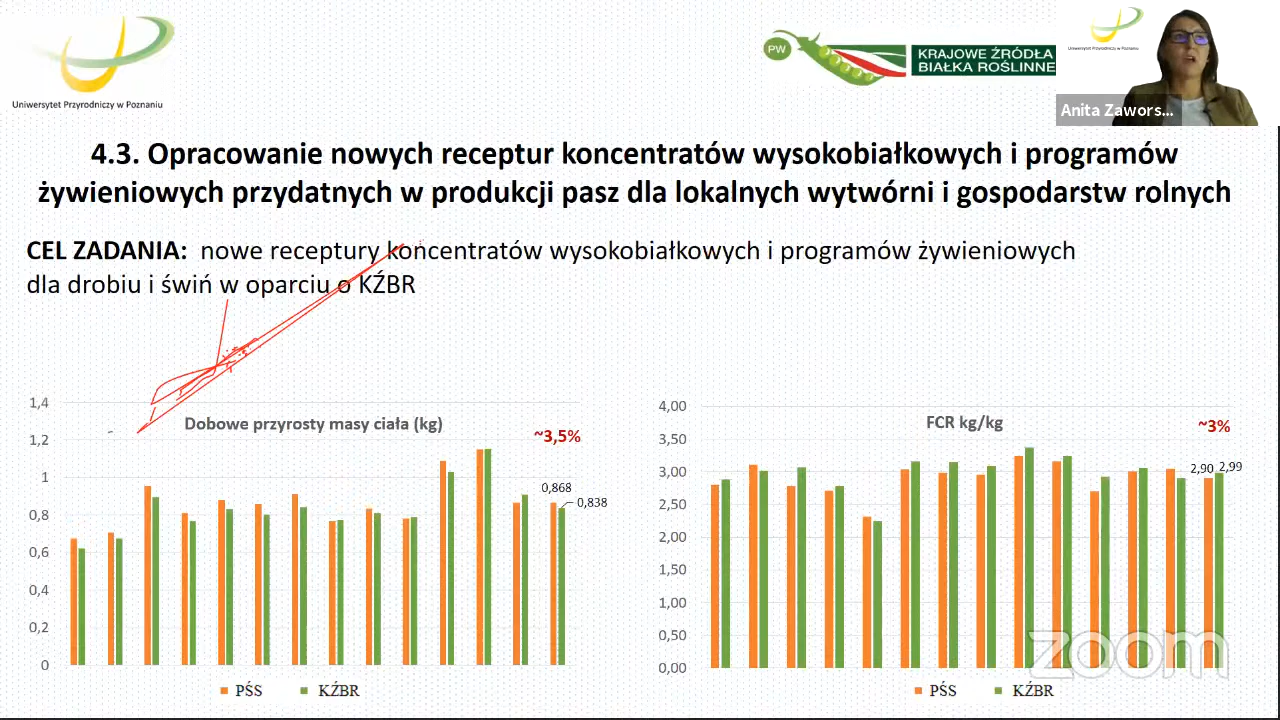 Uniwersytet Przyrodniczy w Poznaniu
PW
KRAJOWE ŹRÓDŁA
BIAŁKA ROŚLINNE
Uniwersytet Przyrodniczy w Poznaniu
Anita Zawors...
4.3. Opracowanie nowych receptur koncentratów wysokobiałkowych i programów
żywieniowych przydatnych w produkcji pasz dla lokalnych wytwórni i gospodarstw rolnych
CEL ZADANIA: nowe receptury koncentratów wysokobiałkowych i programów żywieniowych
dla drobiu i świń w oparciu o KŹBR
Dobowe przyrosty masy ciała (kg)
~3,5%
1,4
1,2
1
0,8
0,6
0,4
0,2
0
0,868
0,838
PŚS KŹBR
FCR kg/kg
~3%
4,00
3,50
3,00
2,50
2,00
1,50
1,00
0,50
0,00
2,90 2,99
PŚS KŹBR
zoom